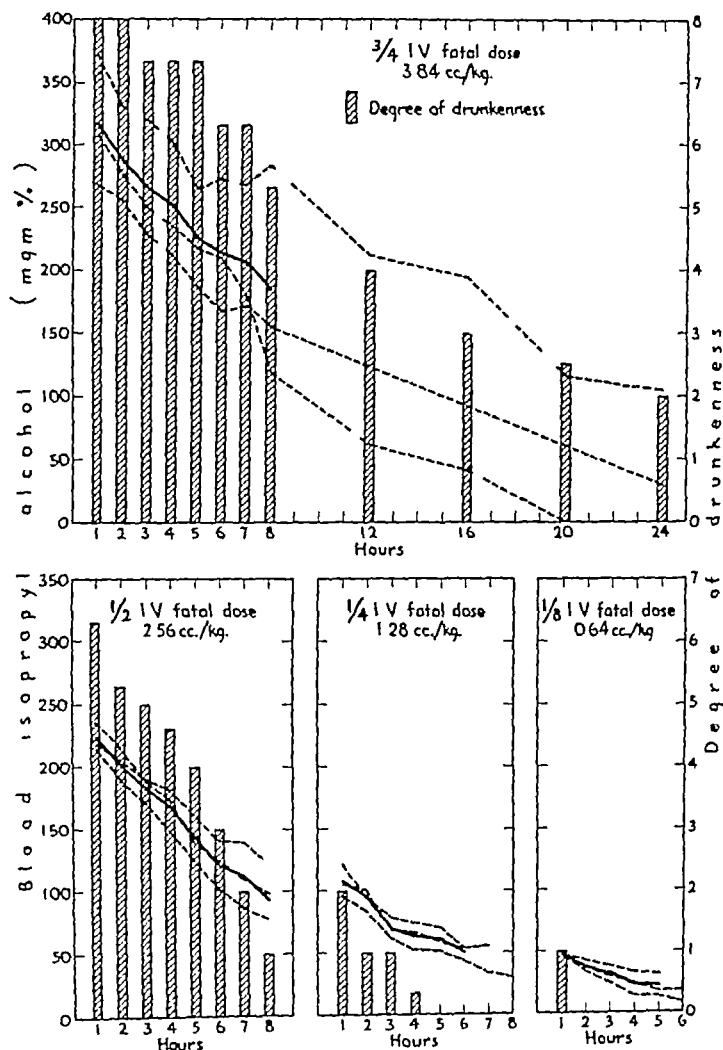 3/4 I V fatal dose
3 84 cc/kg.
Degree of drunkenness
400
350
300
250
200
150
100
50
0
8
7
6
5
4
3
2
1
0
1 2 3 4 5 6 7 8 12 16 20 24
Hours
Blood isopropyl alcohol (mgm %)
Degree of drunkenness
350
300
250
200
150
100
50
0
1/2 I V fatal dose
2 56 cc./kg.
1 2 3 4 5 6 7 8
Hours
1/4 I V fatal dose
1 28 cc./kg.
1 2 3 4 5 6 7 8
Hours
1/8 I V fatal dose
0 64 cc/kg.
1 2 3 4 5 6
Hours
7
6
5
4
3
2
1
0